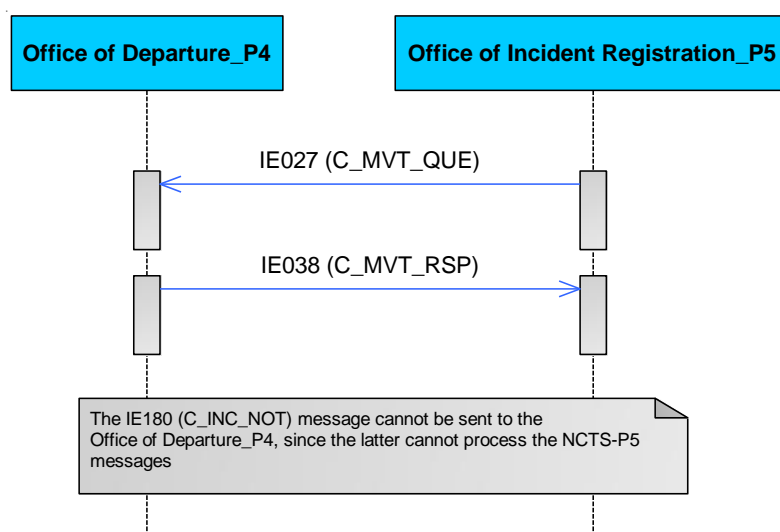 Office of Departure_P4
Office of Incident Registration_P5
IE027 (C_MVT_QUE)
IE038 (C_MVT_RSP)
The IE180 (C_INC_NOT) message cannot be sent to the
Office of Departure_P4, since the latter cannot process the NCTS-P5
messages